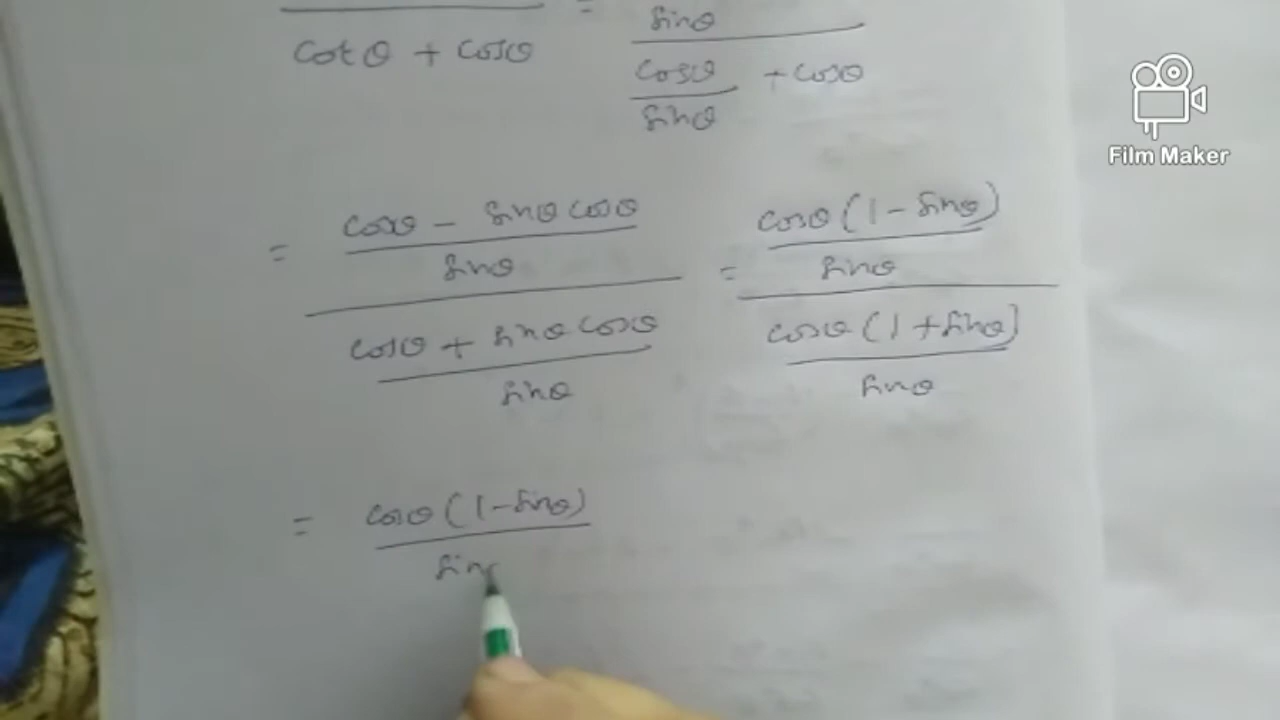 = sinθ
cotθ + cosθ cosθ + cosθ
sinθ
= cosθ - sinθ cosθ = cosθ (1 - sinθ)
sinθ sinθ
cosθ + sinθ cosθ cosθ (1 + sinθ)
sinθ sinθ
= cosθ (1 - sinθ)
sin
Film Maker